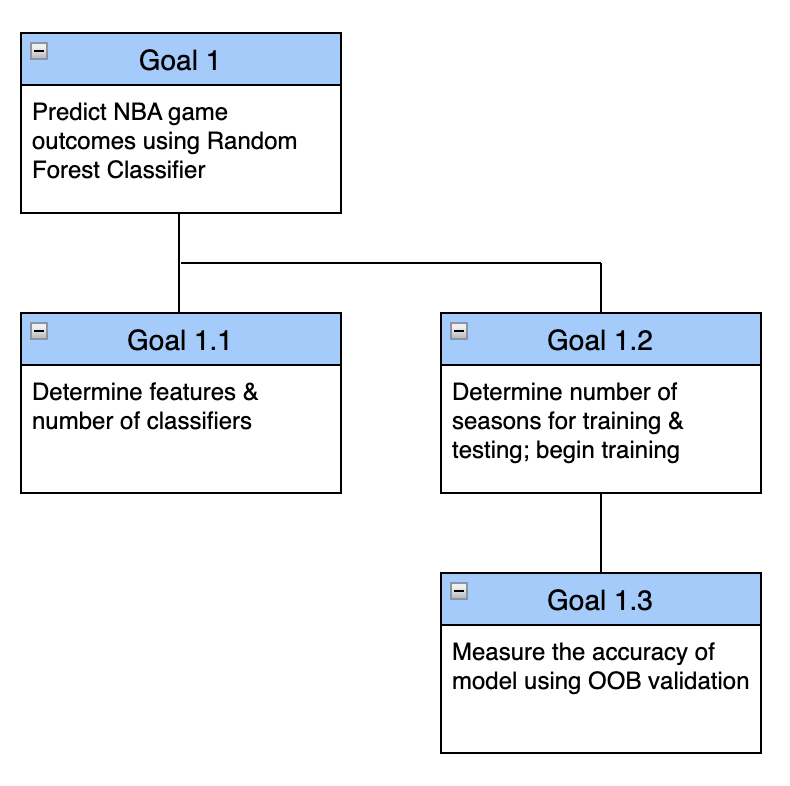 Goal 1
Predict NBA game
outcomes using Random
Forest Classifier
Goal 1.1
Determine features &
number of classifiers
Goal 1.2
Determine number of
seasons for training &
testing; begin training
Goal 1.3
Measure the accuracy of
model using OOB validation